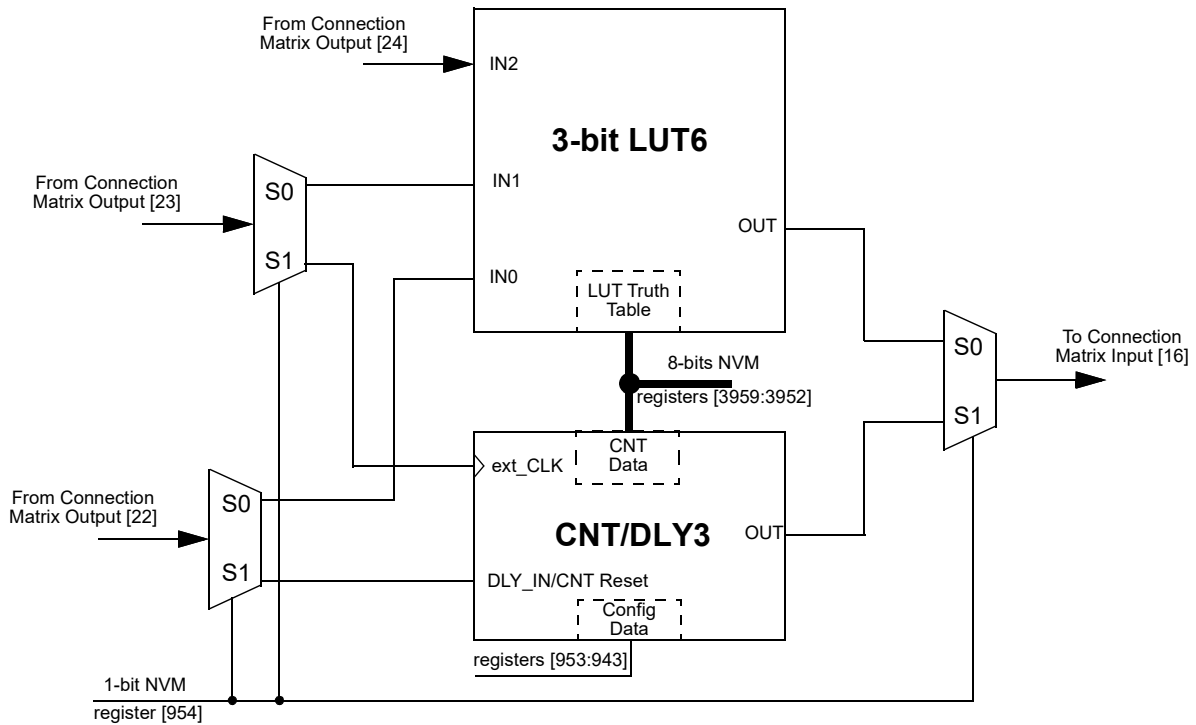 From Connection
Matrix Output [24]
IN2
3-bit LUT6
From Connection
Matrix Output [23]
S0
S1
IN1
IN0
OUT
LUT Truth
Table
8-bits NVM
registers [3959:3952]
S0
S1
To Connection
Matrix Input [16]
From Connection
Matrix Output [22]
S0
S1
ext_CLK
CNT
Data
CNT/DLY3
OUT
DLY_IN/CNT Reset
Config
Data
registers [953:943]
1-bit NVM
register [954]